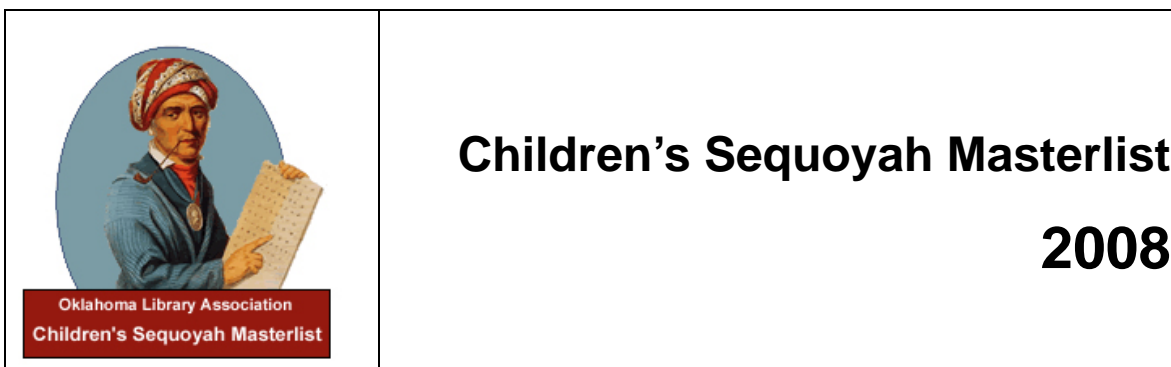 Oklahoma Library Association
Children's Sequoyah Masterlist
Children’s Sequoyah Masterlist
2008